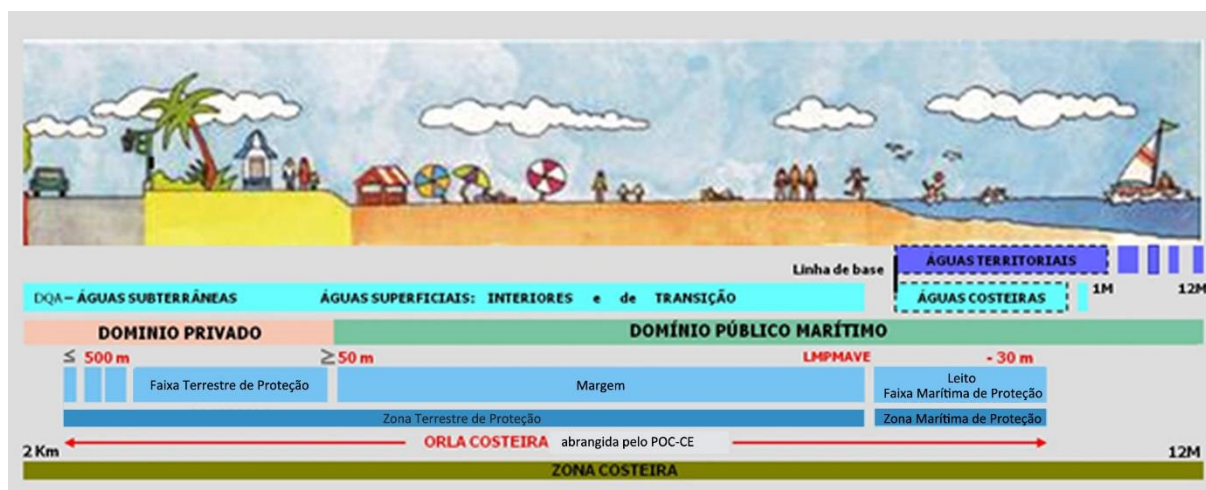 Linha de base
ÁGUAS TERRITORIAIS
DQA – ÁGUAS SUBTERRÂNEAS ÁGUAS SUPERFICIAIS: INTERIORES e de TRANSIÇÃO
ÁGUAS COSTEIRAS
1M 12M
DOMINIO PRIVADO DOMÍNIO PÚBLICO MARÍTIMO
≤ 500 m ≥ 50 m LMPMAVE - 30 m
Faixa Terrestre de Proteção Margem
Leito
Faixa Marítima de Proteção
Zona Terrestre de Proteção Zona Marítima de Proteção
ORLA COSTEIRA abrangida pelo POC-CE
2 Km 12M
ZONA COSTEIRA